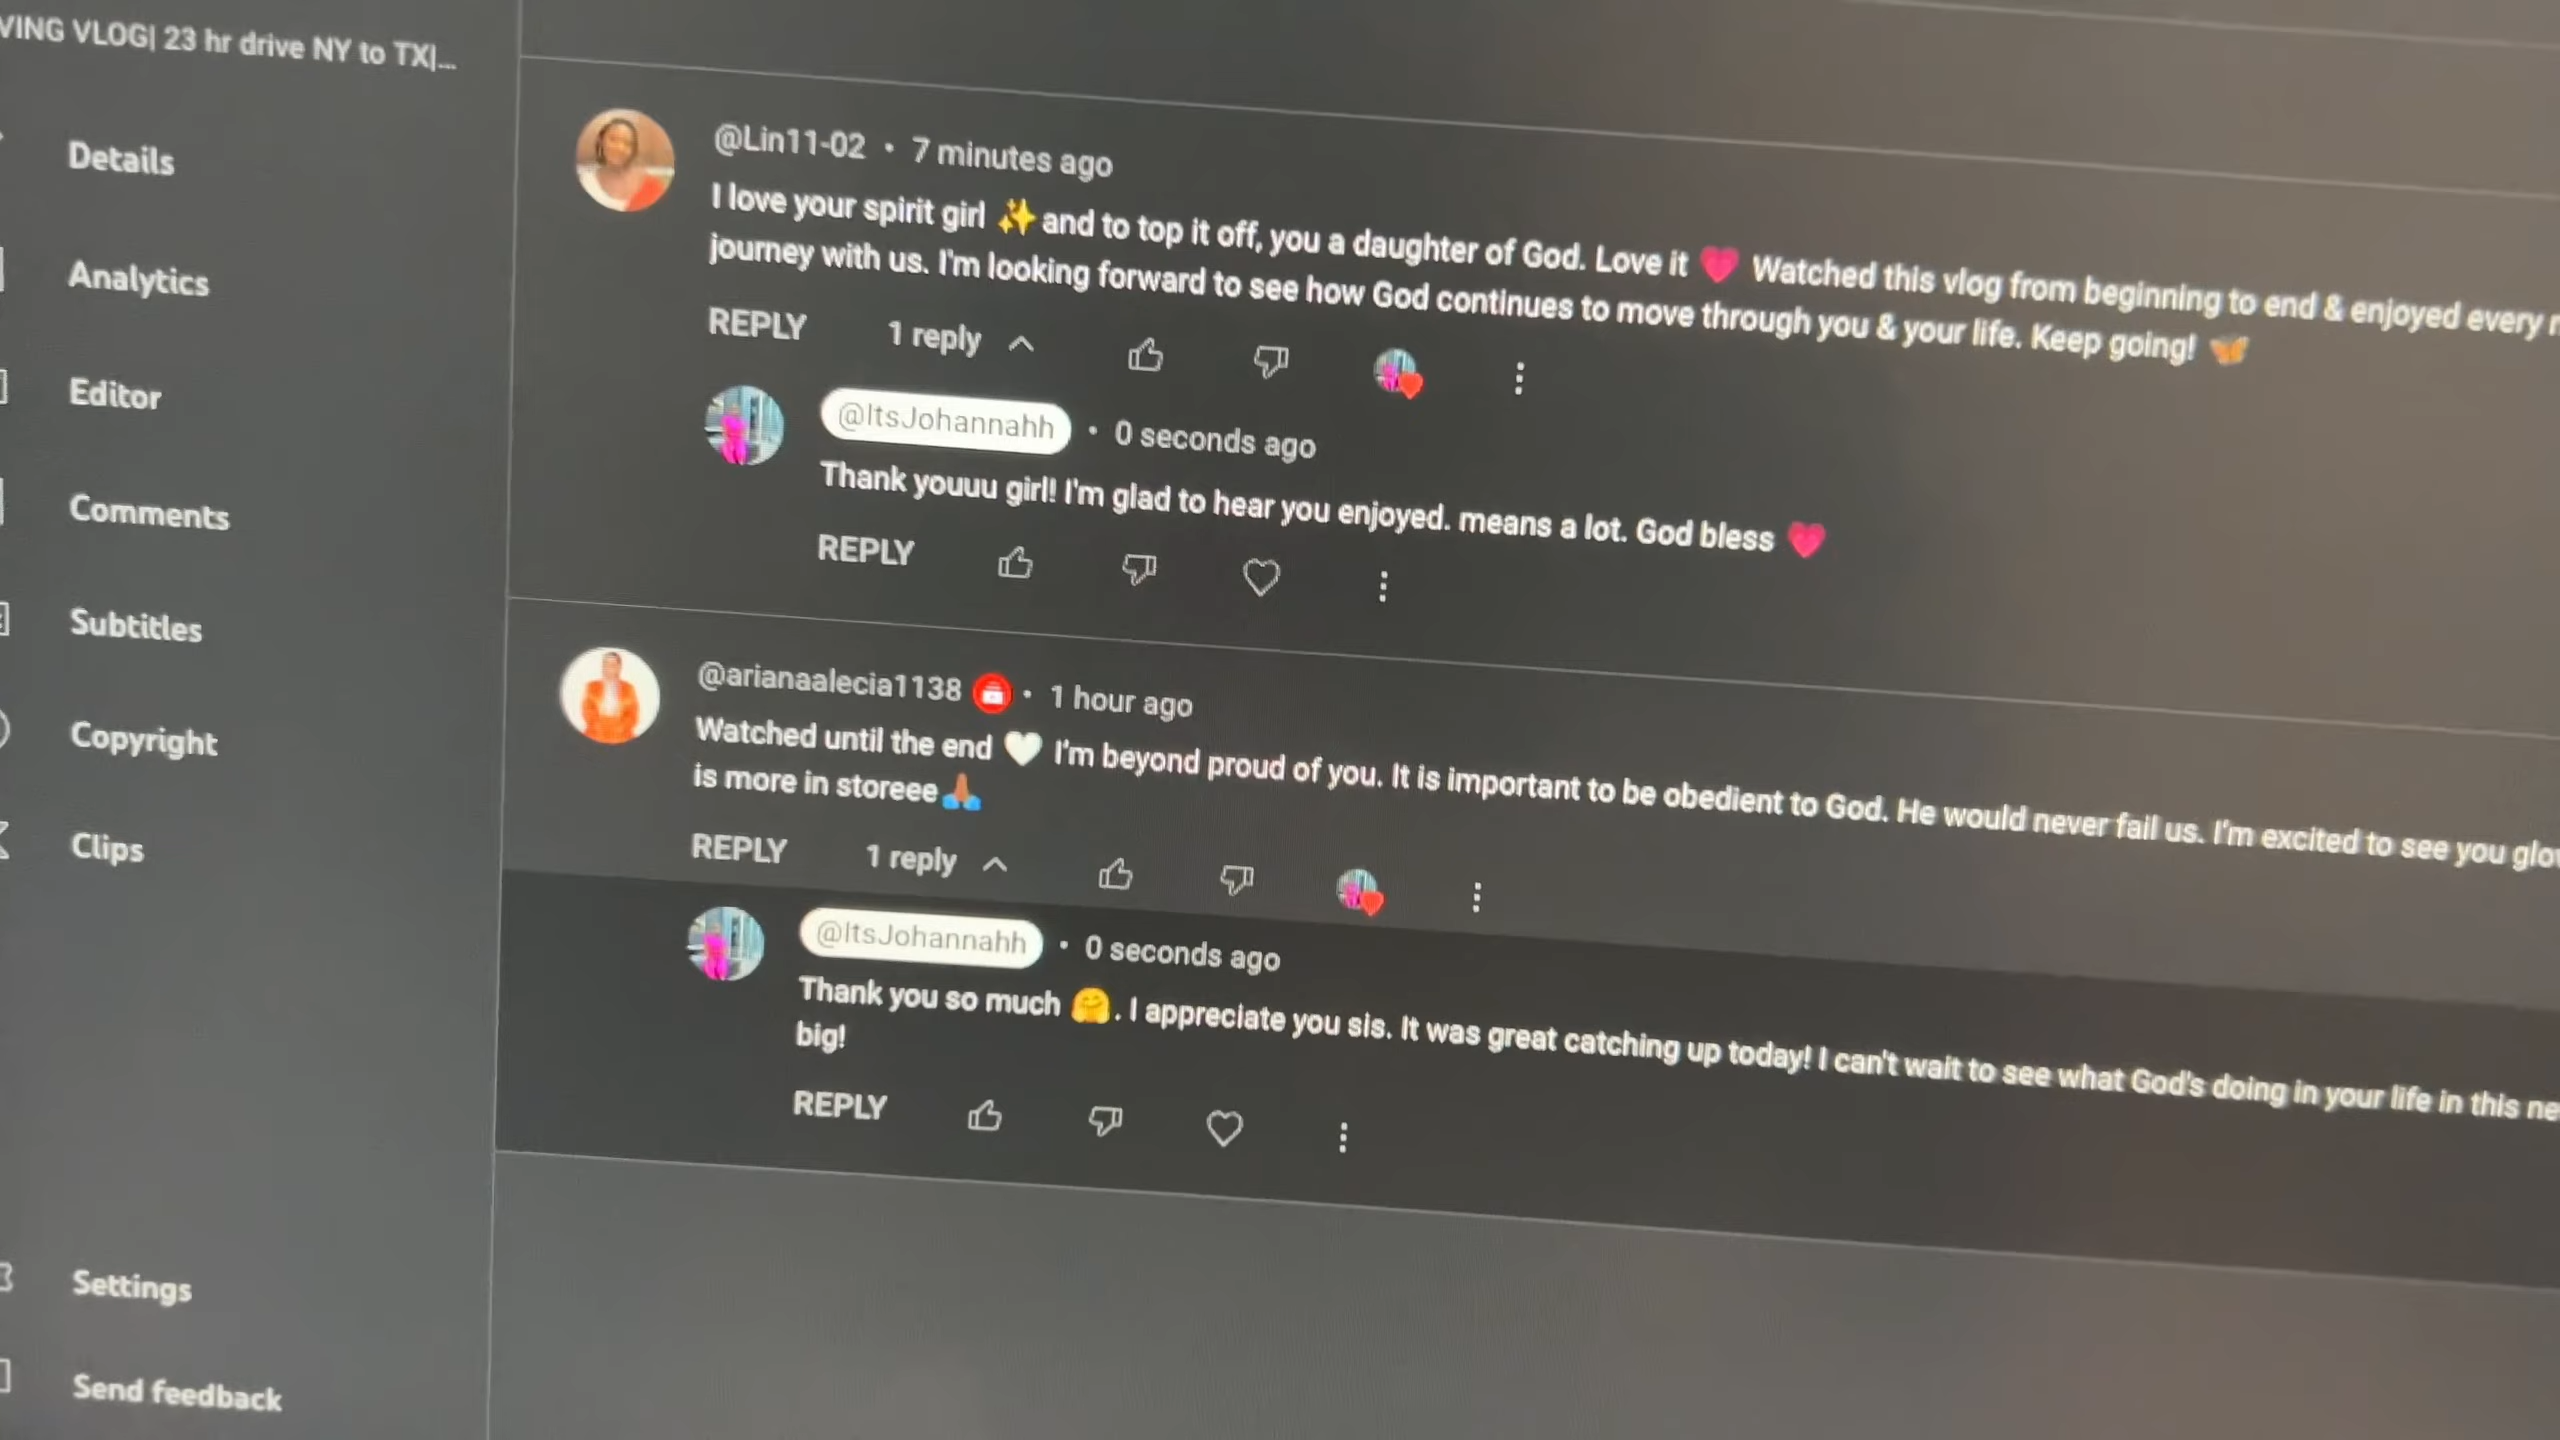 VING VLOG| 23 hr drive NY to TX|...
Details
Analytics
Editor
Comments
Subtitles
Copyright
Clips
Settings
Send feedback
@Lin11-02 • 7 minutes ago
I love your spirit girl ✨ and to top it off, you a daughter of God. Love it ❤️ Watched this vlog from beginning to end & enjoyed every
journey with us. I'm looking forward to see how God continues to move through you & your life. Keep going! 🦋
REPLY 1 reply
@ItsJohannahh • 0 seconds ago
Thank youuu girl! I'm glad to hear you enjoyed. means a lot. God bless ❤️
REPLY
@arianaalecia1138 • 1 hour ago
Watched until the end 🤍 I'm beyond proud of you. It is important to be obedient to God. He would never fail us. I'm excited to see you glo
is more in storeee 🙏🏽
REPLY 1 reply
@ItsJohannahh • 0 seconds ago
Thank you so much 🤗. I appreciate you sis. It was great catching up today! I can't wait to see what God's doing in your life in this ne
big!
REPLY